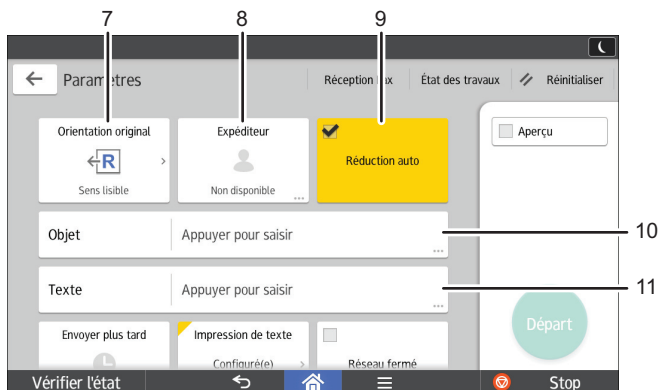 7 8 9
Paramètres Réception Fax État des travaux Réinitialiser
Orientation original Expéditeur Réduction auto Aperçu
R
Sens lisible Non disponible ...
Objet Appuyer pour saisir ... 10
Texte Appuyer pour saisir ... 11
Envoyer plus tard Impression de texte Départ
Configuré(e) Réseau fermé
Vérifier l'état Stop